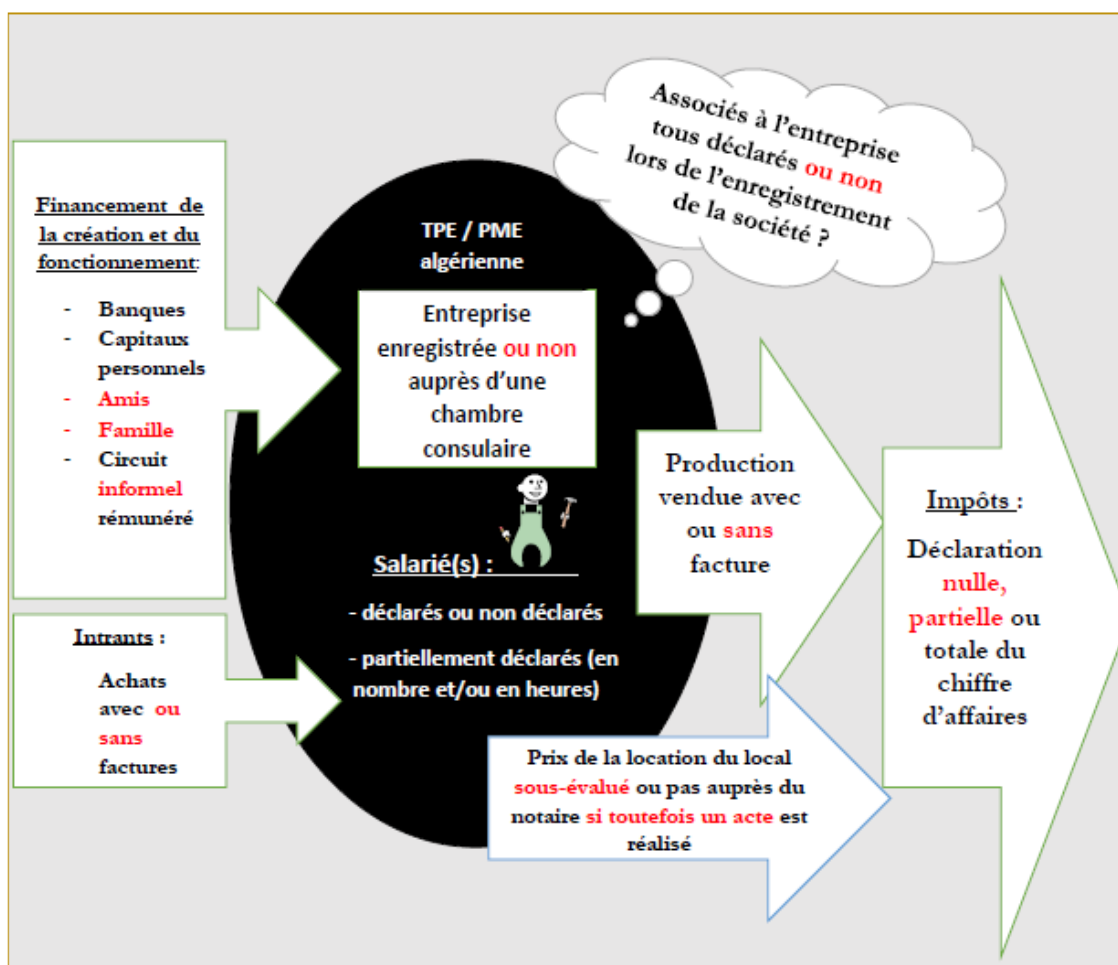 Associés à l'entreprise
tous déclarés ou non
lors de l'enregistrement
de la société ?
Financement de
la création et du
fonctionnement:
- Banques
- Capitaux
personnels
- Amis
- Famille
- Circuit
informel
rémunéré
TPE / PME
algérienne
Entreprise
enregistrée ou non
auprès d'une
chambre
consulaire
Salarié(s) :
- déclarés ou non déclarés
- partiellement déclarés (en
nombre et/ou en heures)
Intrants :
Achats
avec ou
sans
factures
Production
vendue avec
ou sans
facture
Prix de la location du local
sous-évalué ou pas auprès du
notaire si toutefois un acte est
réalisé
Impôts :
Déclaration
nulle,
partielle ou
totale du
chiffre
d'affaires